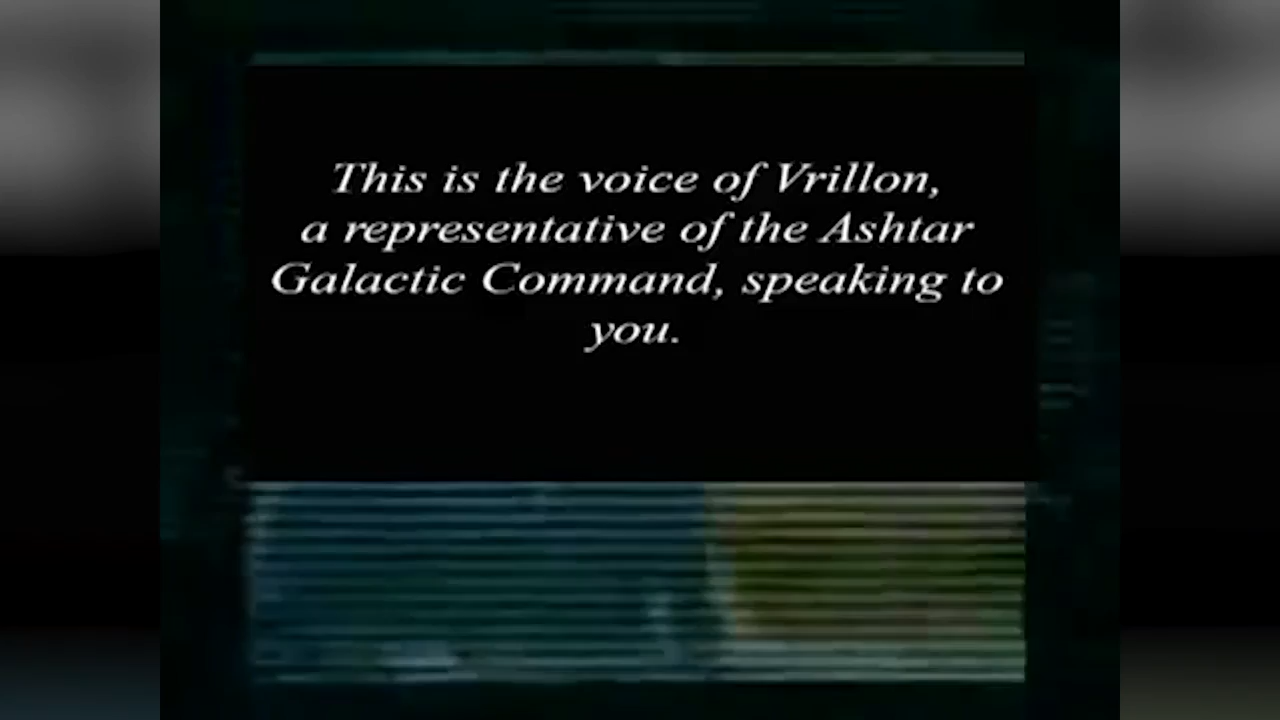 This is the voice of Vrillon,
a representative of the Ashtar
Galactic Command, speaking to
you.